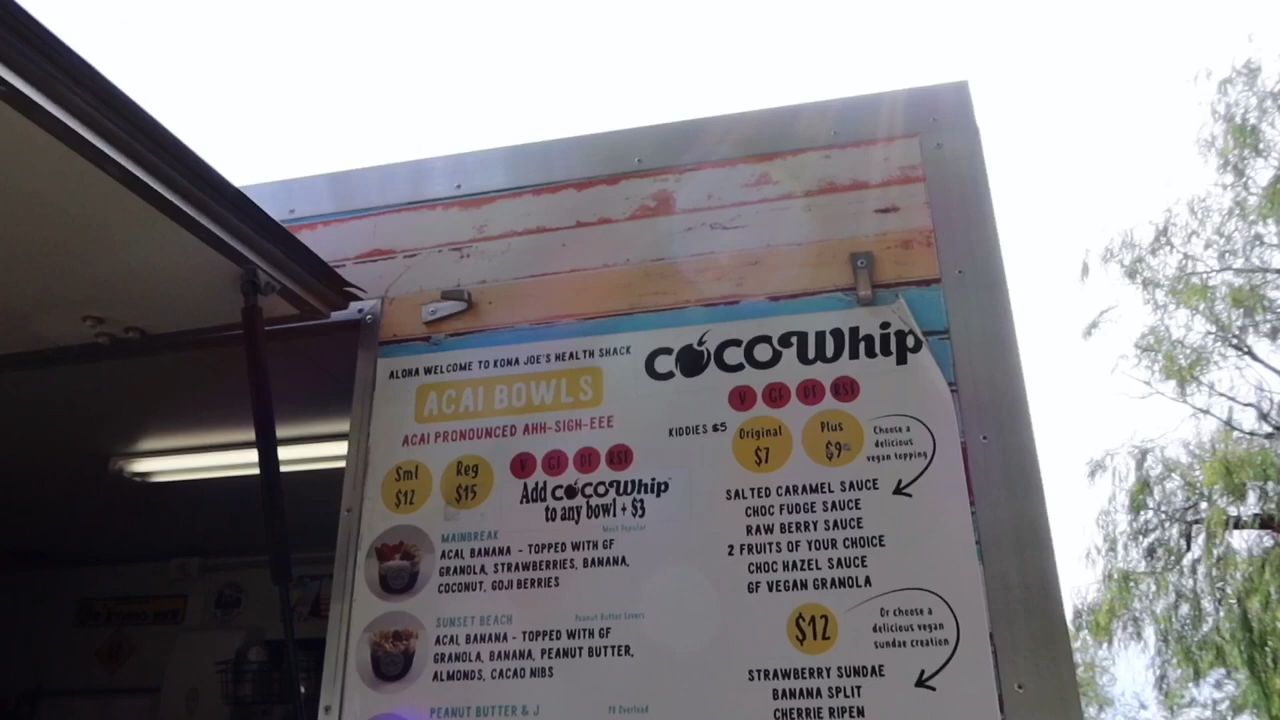 ALOHA WELCOME TO KONA JOE'S HEALTH SHACK
ACAI BOWLS
ACAI PRONOUNCED AHH-SIGH-EEE
Sml
$12
Reg
$15
V GF DF RSF
Add COCOWhip
to any bowl + $3
MAINBREAK
Most Popular
ACAI, BANANA - TOPPED WITH GF
GRANOLA, STRAWBERRIES, BANANA,
COCONUT, GOJI BERRIES
SUNSET BEACH
Peanut Butter Lovers
ACAI, BANANA - TOPPED WITH GF
GRANOLA, BANANA, PEANUT BUTTER,
ALMONDS, CACAO NIBS
PEANUT BUTTER & J
PB Overload
COCOWhip
V GF DF RSF
KIDDIES $5
Original
$7
Plus
$9
Choose a
delicious
vegan topping
SALTED CARAMEL SAUCE
CHOC FUDGE SAUCE
RAW BERRY SAUCE
2 FRUITS OF YOUR CHOICE
CHOC HAZEL SAUCE
GF VEGAN GRANOLA
$12
Or choose a
delicious vegan
sundae creation
STRAWBERRY SUNDAE
BANANA SPLIT
CHERRIE RIPEN